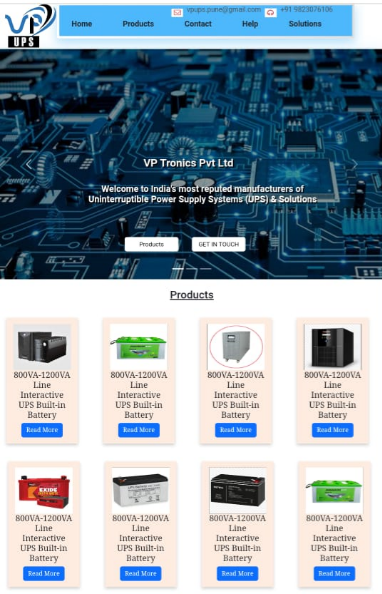 VP
UPS
vpups.pune@gmail.com +91 9823076106
Home Products Contact Help Solutions
VP Tronics Pvt Ltd
Welcome to India's most reputed manufacturers of
Uninterruptible Power Supply Systems (UPS) & Solutions
Products GET IN TOUCH
Products
800VA-1200VA
Line
Interactive
UPS Built-in
Battery
Read More
800VA-1200VA
Line
Interactive
UPS Built-in
Battery
Read More
800VA-1200VA
Line
Interactive
UPS Built-in
Battery
Read More
800VA-1200VA
Line
Interactive
UPS Built-in
Battery
Read More
EXIDE
800VA-1200VA
Line
Interactive
UPS Built-in
Battery
Read More
800VA-1200VA
Line
Interactive
UPS Built-in
Battery
Read More
800VA-1200VA
Line
Interactive
UPS Built-in
Battery
Read More
800VA-1200VA
Line
Interactive
UPS Built-in
Battery
Read More